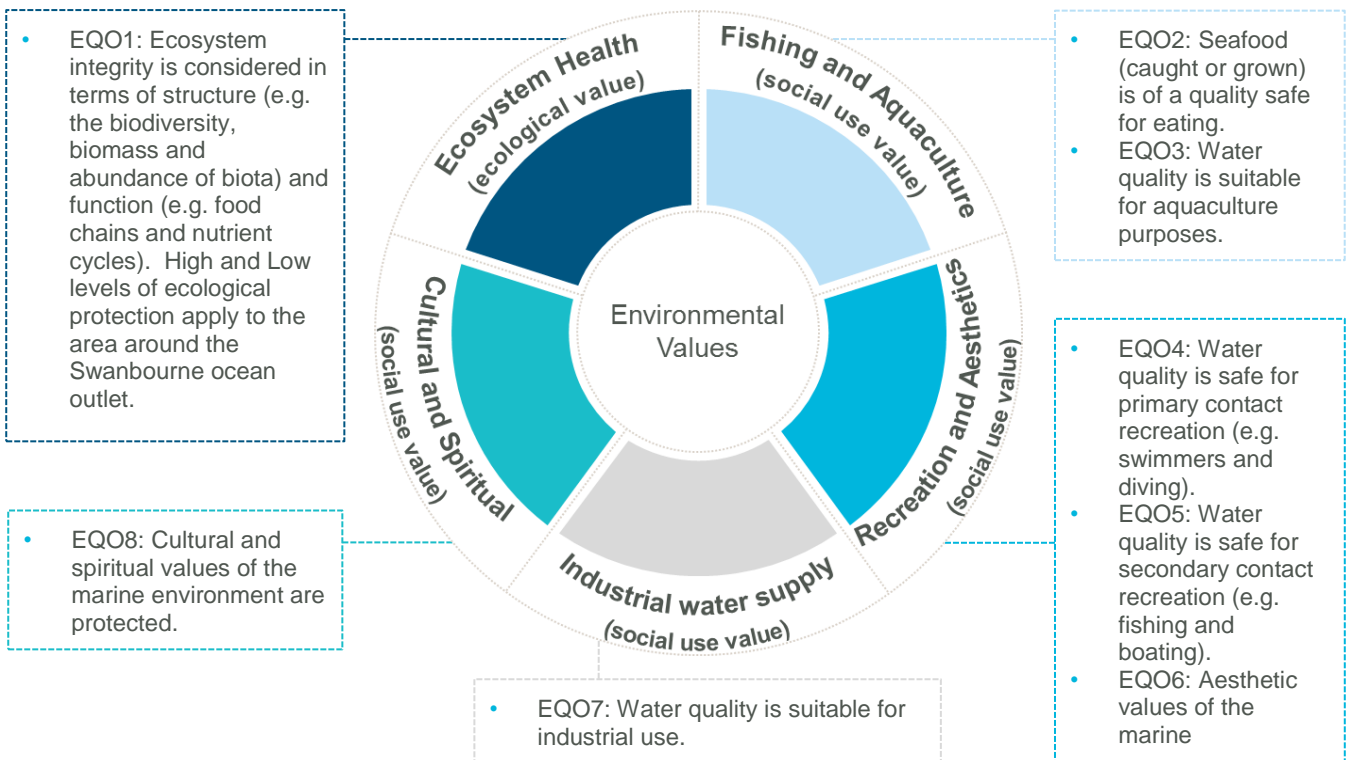 • EQO1: Ecosystem
integrity is considered in
terms of structure (e.g.
the biodiversity,
biomass and
abundance of biota) and
function (e.g. food
chains and nutrient
cycles).  High and Low
levels of ecological
protection apply to the
area around the
Swanbourne ocean
outlet.
Ecosystem Health
(ecological value)
Fishing and Aquaculture
(social use value)
• EQO2: Seafood
(caught or grown)
is of a quality safe
for eating.
• EQO3: Water
quality is suitable
for aquaculture
purposes.
Environmental
Values
Cultural and Spiritual
(social use value)
Recreation and Aesthetics
(social use value)
Industrial water supply
(social use value)
• EQO4: Water
quality is safe for
primary contact
recreation (e.g.
swimmers and
diving).
• EQO5: Water
quality is safe for
secondary contact
recreation (e.g.
fishing and
boating).
• EQO6: Aesthetic
values of the
marine
• EQO8: Cultural and
spiritual values of the
marine environment are
protected.
• EQO7: Water quality is suitable for
industrial use.